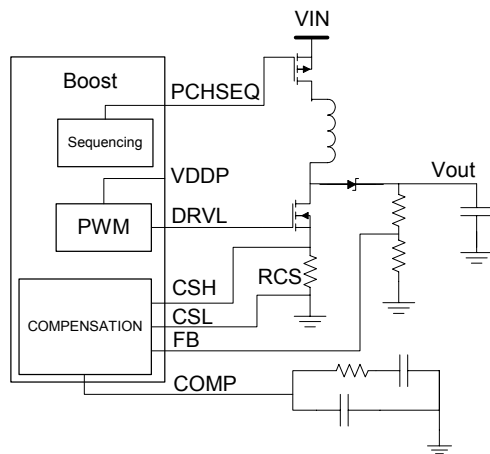 VIN
Boost
PCHSEQ
Sequencing
VDDP
Vout
PWM
DRVL
CSH
RCS
COMPENSATION
CSL
FB
COMP